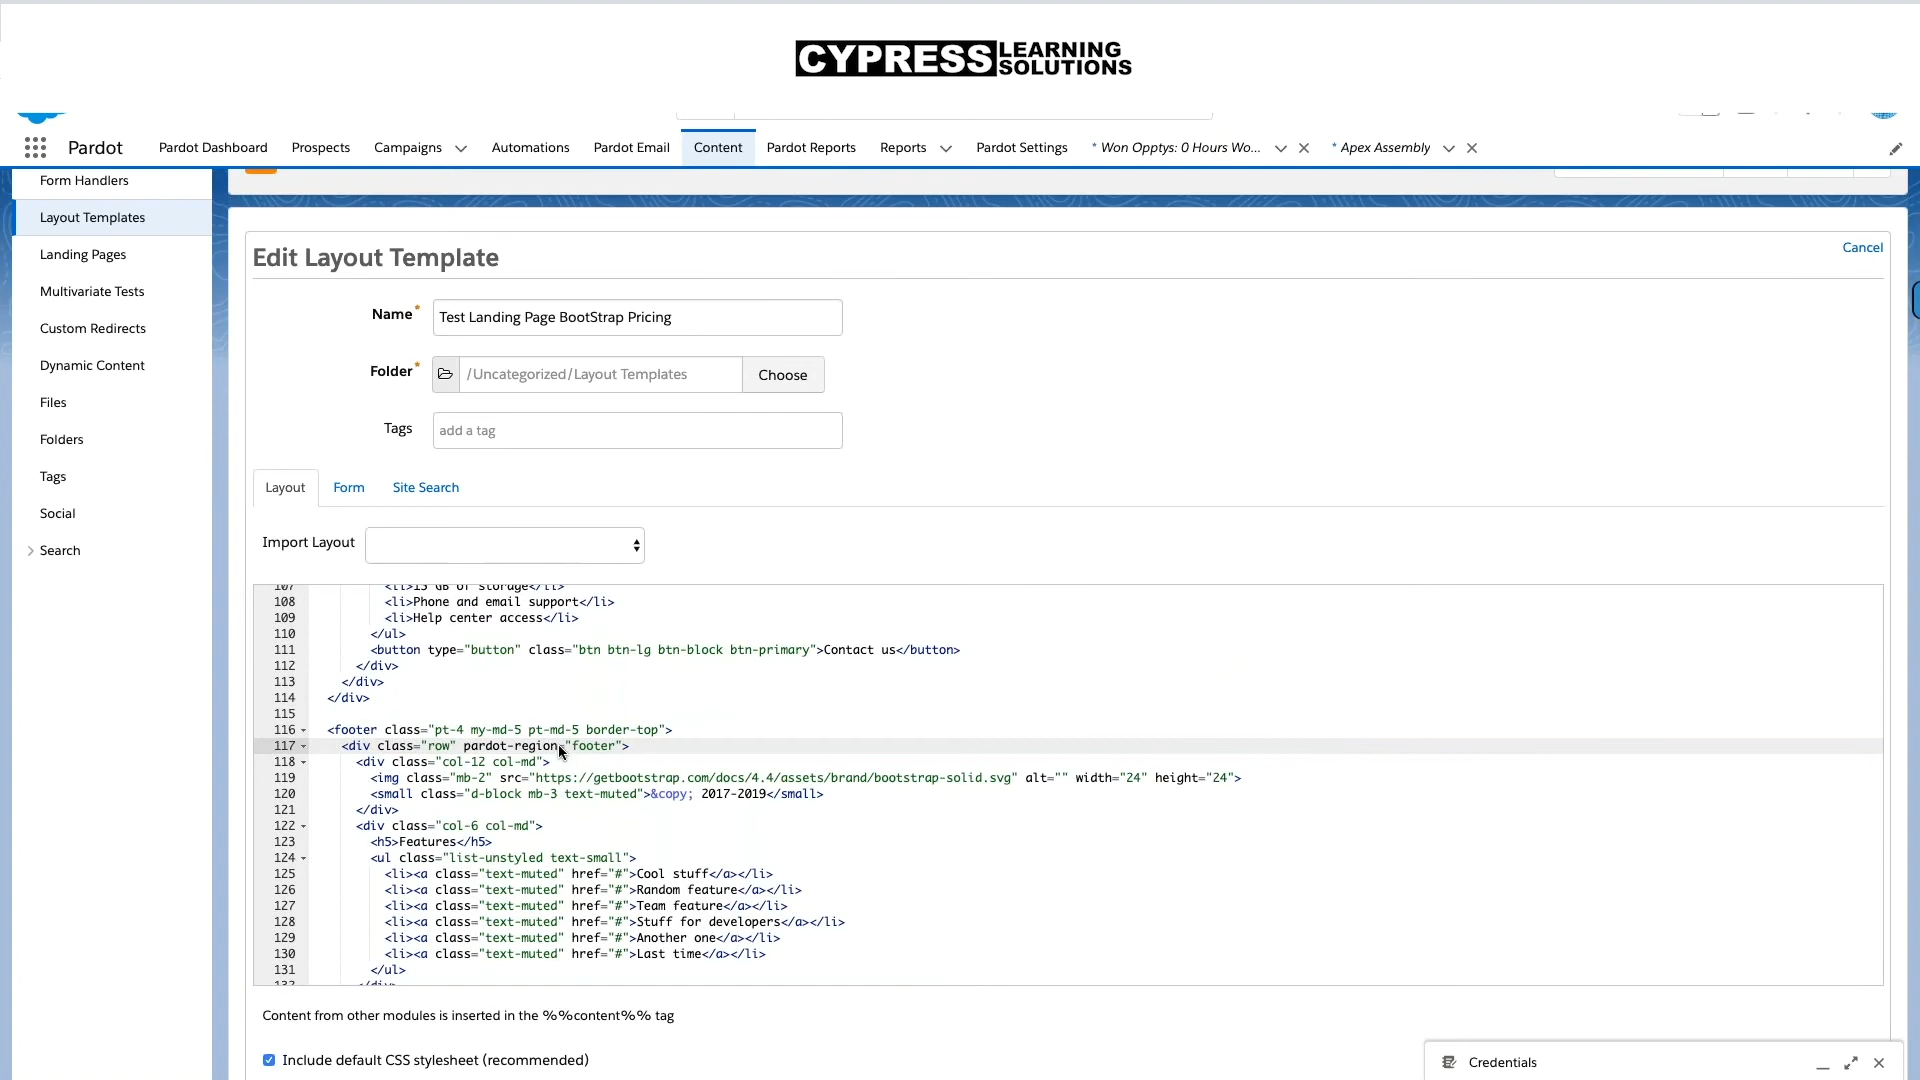 CYPRESS LEARNING SOLUTIONS
Pardot
Pardot Dashboard
Prospects
Campaigns
Automations
Pardot Email
Content
Pardot Reports
Reports
Pardot Settings
* Won Opptys: 0 Hours Wo...
* Apex Assembly
Form Handlers
Layout Templates
Landing Pages
Multivariate Tests
Custom Redirects
Dynamic Content
Files
Folders
Tags
Social
Search
Edit Layout Template
Cancel
Name*
Test Landing Page BootStrap Pricing
Folder*
/Uncategorized/Layout Templates
Choose
Tags
add a tag
Layout
Form
Site Search
Import Layout
107 <li>15 GB of storage</li>
108 <li>Phone and email support</li>
109 <li>Help center access</li>
110 </ul>
111 <button type="button" class="btn btn-lg btn-block btn-primary">Contact us</button>
112 </div>
113 </div>
114 </div>
115
116 <footer class="pt-4 my-md-5 pt-md-5 border-top">
117 <div class="row" pardot-region="footer">
118 <div class="col-12 col-md">
119 <img class="mb-2" src="https://getbootstrap.com/docs/4.4/assets/brand/bootstrap-solid.svg" alt="" width="24" height="24">
120 <small class="d-block mb-3 text-muted">&copy; 2017-2019</small>
121 </div>
122 <div class="col-6 col-md">
123 <h5>Features</h5>
124 <ul class="list-unstyled text-small">
125 <li><a class="text-muted" href="#">Cool stuff</a></li>
126 <li><a class="text-muted" href="#">Random feature</a></li>
127 <li><a class="text-muted" href="#">Team feature</a></li>
128 <li><a class="text-muted" href="#">Stuff for developers</a></li>
129 <li><a class="text-muted" href="#">Another one</a></li>
130 <li><a class="text-muted" href="#">Last time</a></li>
131 </ul>
132 </div>
Content from other modules is inserted in the %%content%% tag
Include default CSS stylesheet (recommended)
Credentials